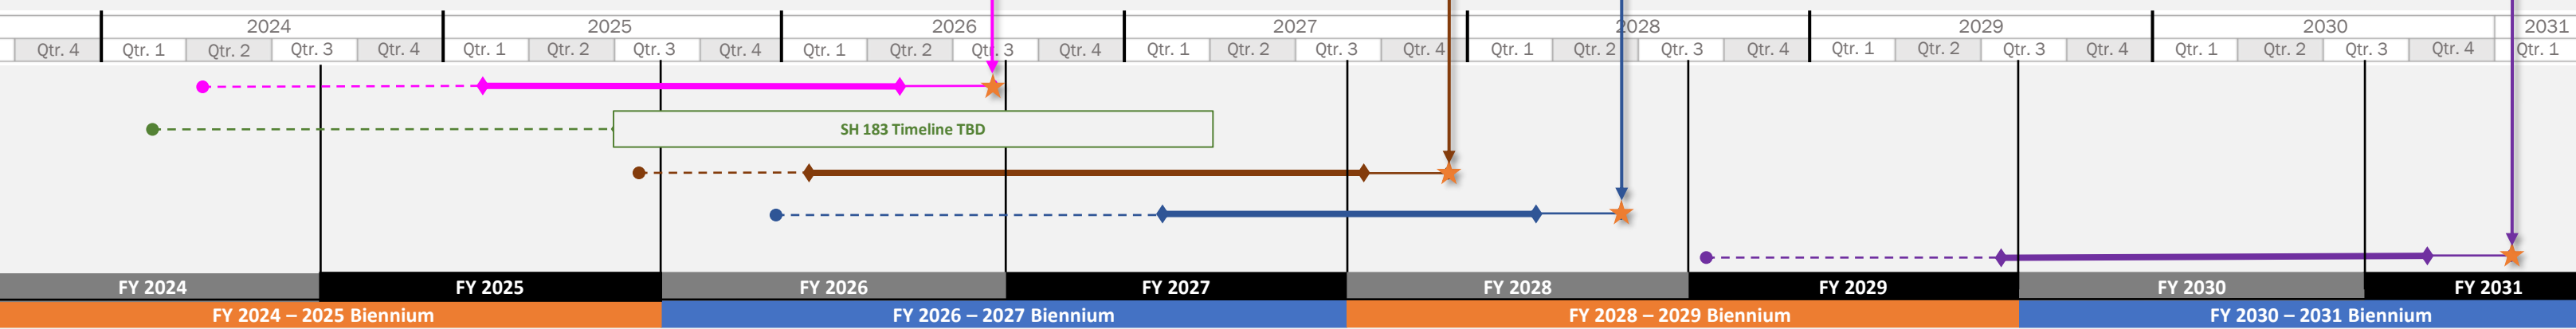 2024 2025 2026 2027 2028 2029 2030 2031
Qtr. 4 Qtr. 1 Qtr. 2 Qtr. 3 Qtr. 4 Qtr. 1 Qtr. 2 Qtr. 3 Qtr. 4 Qtr. 1 Qtr. 2 Qtr. 3 Qtr. 4 Qtr. 1 Qtr. 2 Qtr. 3 Qtr. 4 Qtr. 1 Qtr. 2 Qtr. 3 Qtr. 4 Qtr. 1 Qtr. 2 Qtr. 3 Qtr. 4 Qtr. 1 Qtr. 2 Qtr. 3 Qtr. 4 Qtr. 1
SH 183 Timeline TBD
FY 2024 FY 2025 FY 2026 FY 2027 FY 2028 FY 2029 FY 2030 FY 2031
FY 2024 – 2025 Biennium FY 2026 – 2027 Biennium FY 2028 – 2029 Biennium FY 2030 – 2031 Biennium